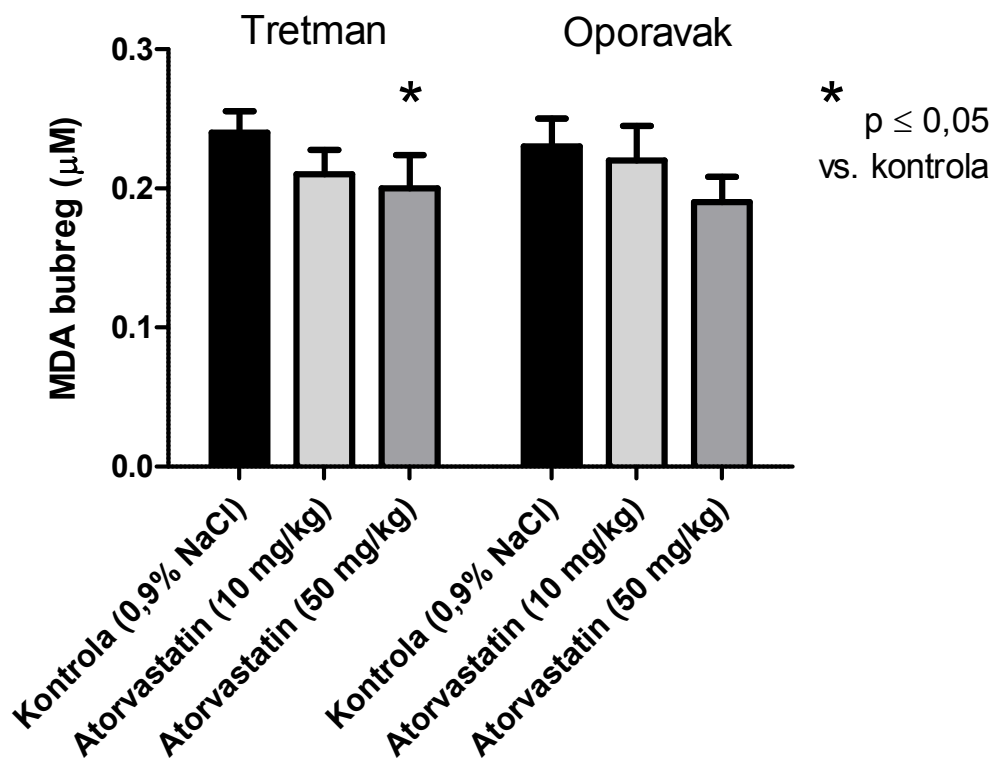 Tretman
Oporavak
*
*
p ≤ 0,05
vs. kontrola
MDA bubreg (μM)
0.3
0.2
0.1
0.0
Kontrola (0,9% NaCl)
Atorvastatin (10 mg/kg)
Atorvastatin (50 mg/kg)
Kontrola (0,9% NaCl)
Atorvastatin (10 mg/kg)
Atorvastatin (50 mg/kg)